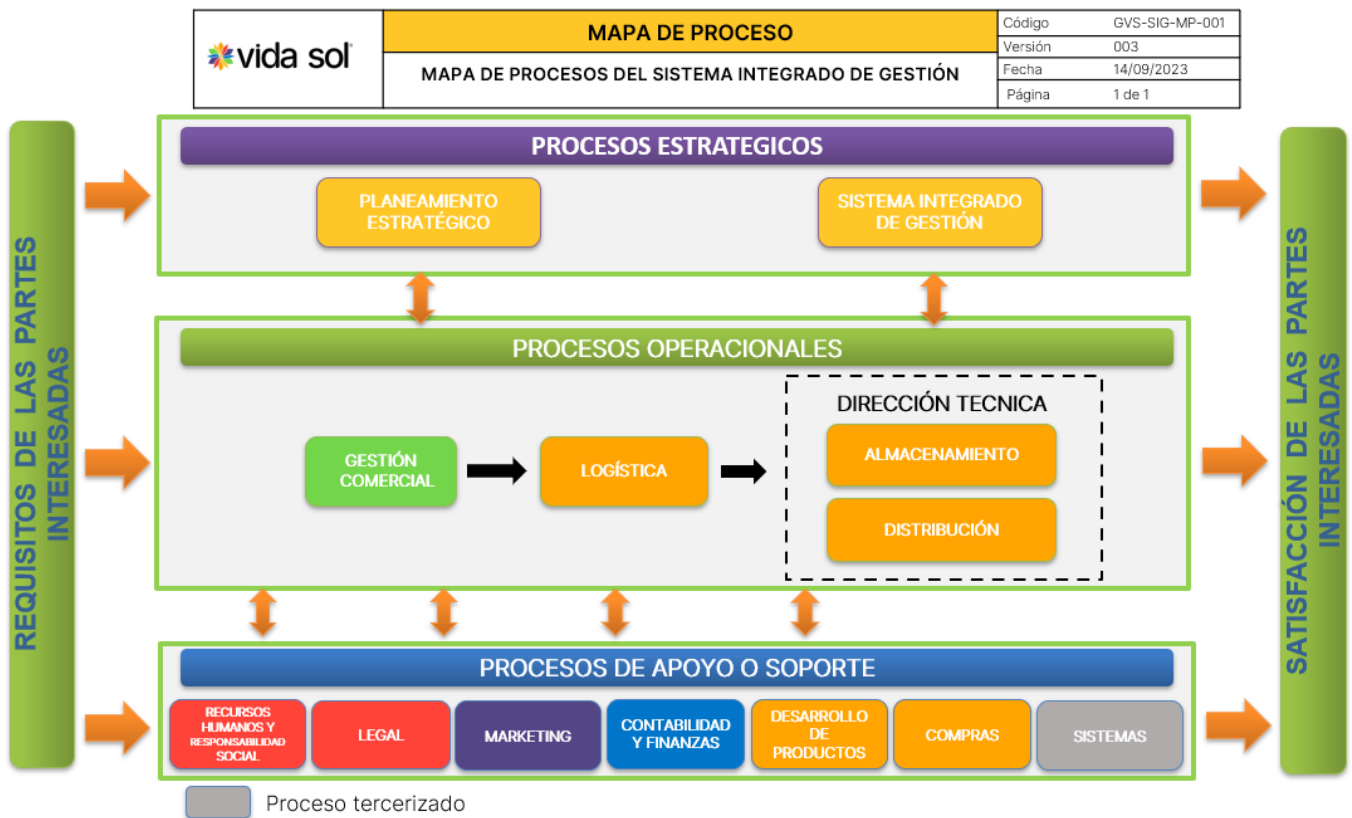 vida sol
MAPA DE PROCESO
MAPA DE PROCESOS DEL SISTEMA INTEGRADO DE GESTIÓN
Código GVS-SIG-MP-001
Versión 003
Fecha 14/09/2023
Página 1 de 1
REQUISITOS DE LAS PARTES
INTERESADAS
PROCESOS ESTRATEGICOS
PLANEAMIENTO
ESTRATÉGICO
SISTEMA INTEGRADO
DE GESTIÓN
PROCESOS OPERACIONALES
GESTIÓN
COMERCIAL
LOGÍSTICA
DIRECCIÓN TECNICA
ALMACENAMIENTO
DISTRIBUCIÓN
PROCESOS DE APOYO O SOPORTE
RECURSOS
HUMANOS Y
RESPONSABILIDAD
SOCIAL
LEGAL
MARKETING
CONTABILIDAD
Y FINANZAS
DESARROLLO
DE
PRODUCTOS
COMPRAS
SISTEMAS
SATISFACCIÓN DE LAS PARTES
INTERESADAS
Proceso tercerizado